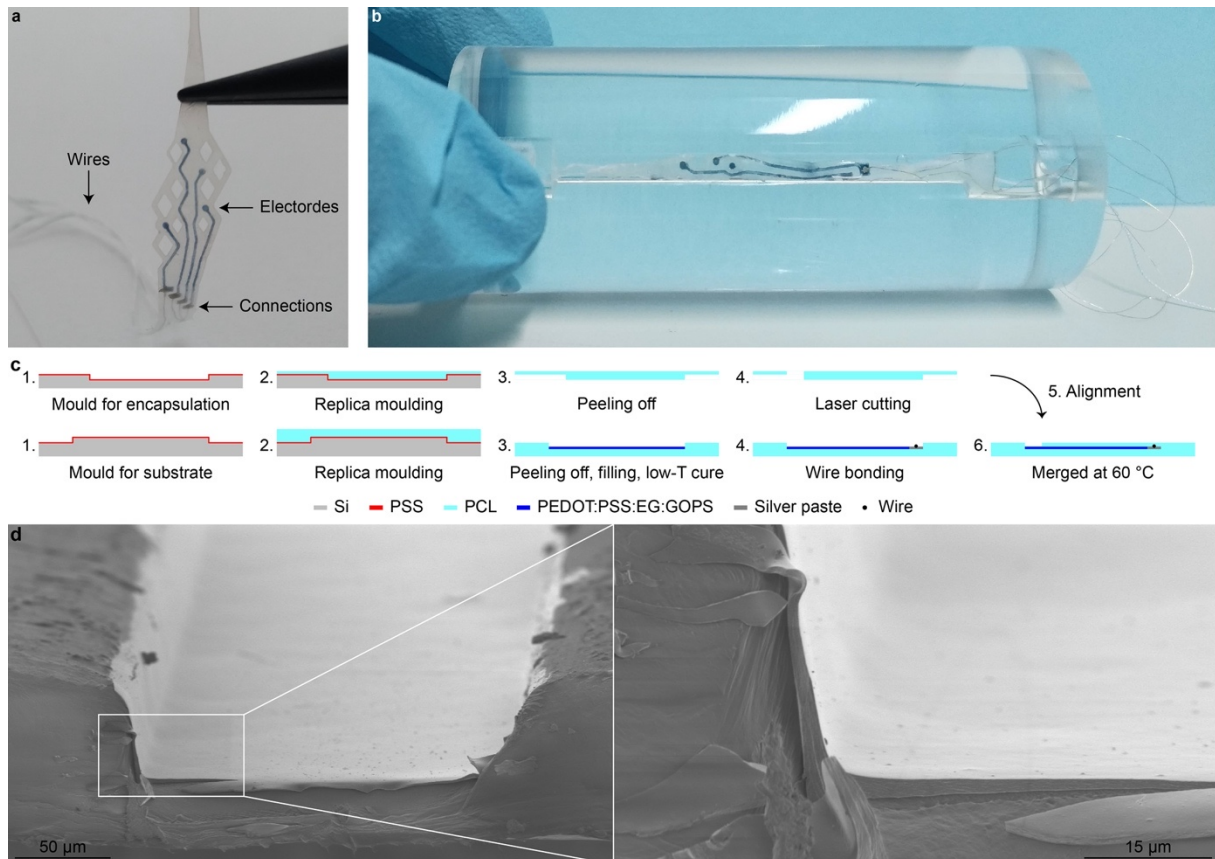 a
Wires
Electordes
Connections
b
c
1.
Mould for encapsulation
2.
Replica moulding
3.
Peeling off
4.
Laser cutting
5. Alignment
1.
Mould for substrate
2.
Replica moulding
3.
Peeling off, filling, low-T cure
4.
Wire bonding
6.
Merged at 60 °C
Si PSS PCL PEDOT:PSS:EG:GOPS Silver paste Wire
d
50 µm
15 µm